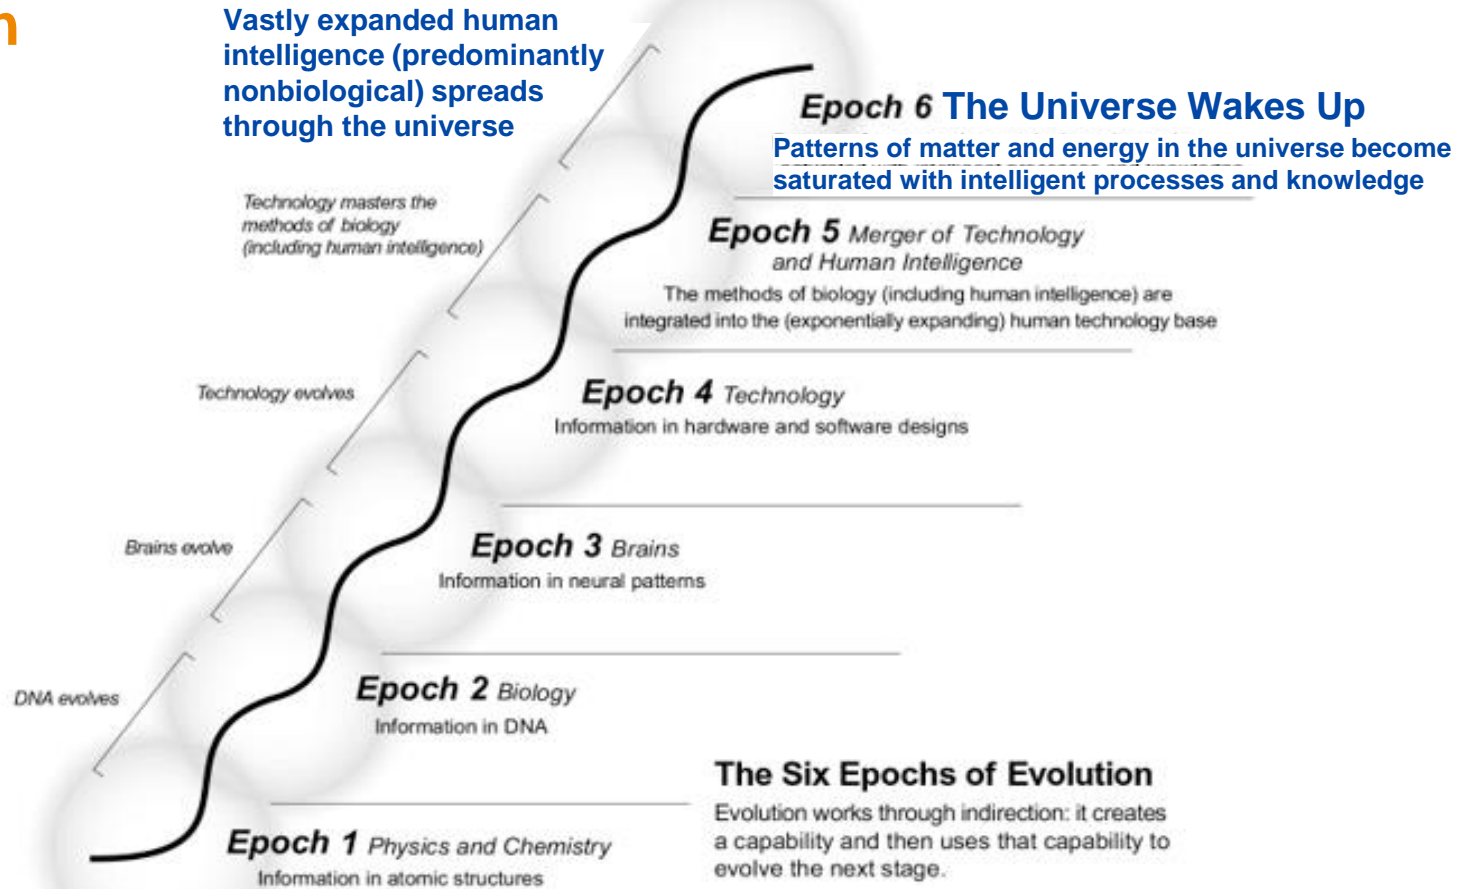 n
Vastly expanded human
intelligence (predominantly
nonbiological) spreads
through the universe
Epoch 6 The Universe Wakes Up
Patterns of matter and energy in the universe become
saturated with intelligent processes and knowledge
Technology masters the
methods of biology
(including human intelligence)
Epoch 5 Merger of Technology
and Human Intelligence
The methods of biology (including human intelligence) are
integrated into the (exponentially expanding) human technology base
Technology evolves
Epoch 4 Technology
Information in hardware and software designs
Brains evolve
Epoch 3 Brains
Information in neural patterns
DNA evolves
Epoch 2 Biology
Information in DNA
Epoch 1 Physics and Chemistry
Information in atomic structures
The Six Epochs of Evolution
Evolution works through indirection: it creates
a capability and then uses that capability to
evolve the next stage.